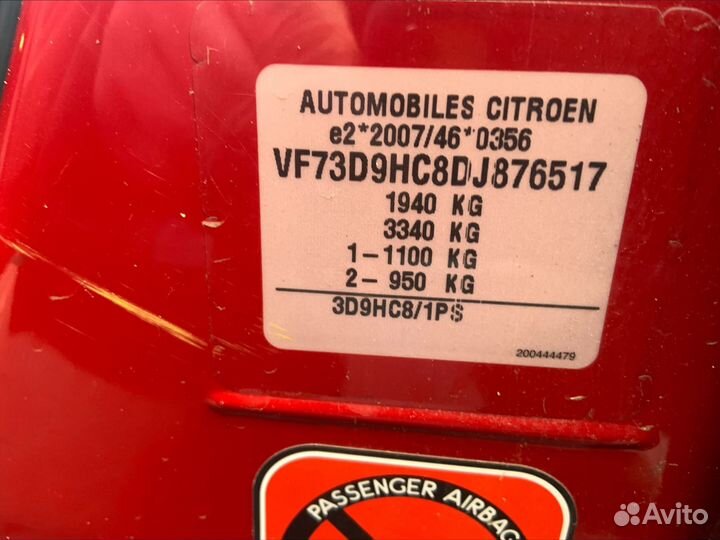 AUTOMOBILES CITROEN
e2*2007/46*0356
VF73D9HC8DJ876517
1940 KG
3340 KG
1-1100 KG
2- 950 KG
3D9HC8/1PS
200444479
PASSENGER AIRBAG
Avito